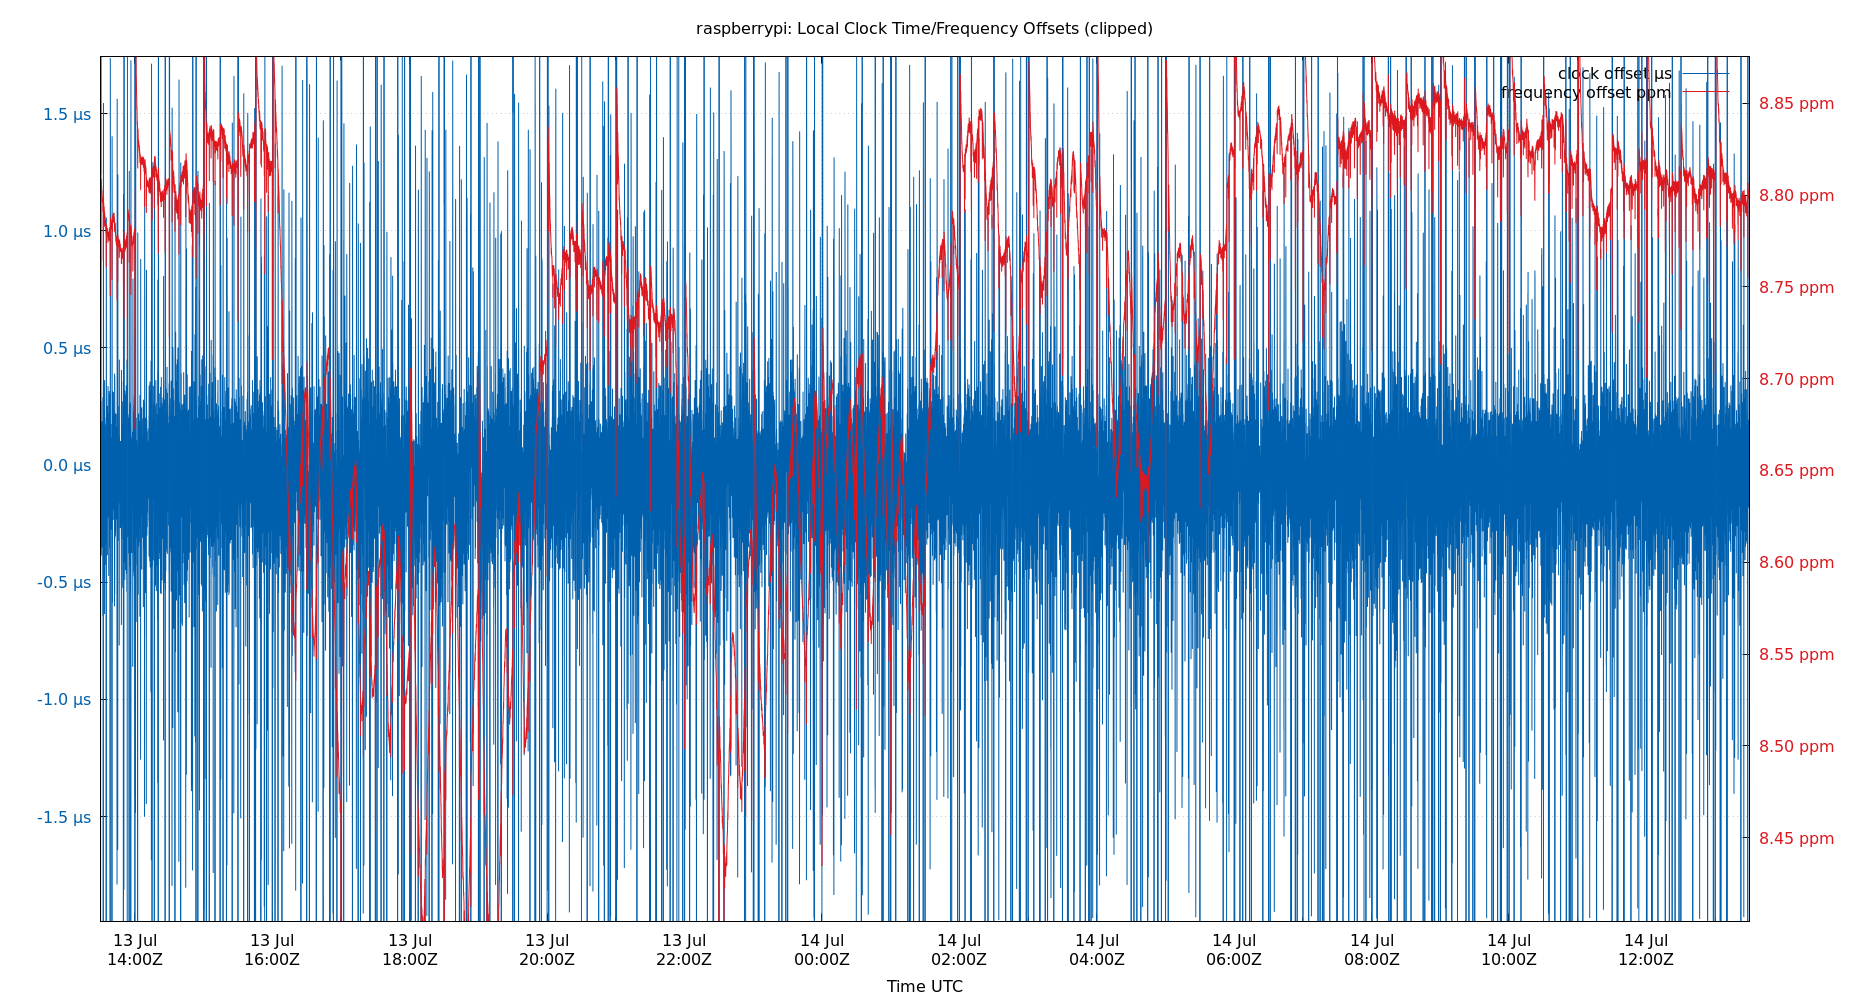 raspberrypi: Local Clock Time/Frequency Offsets (clipped)
clock offset µs
frequency offset ppm
1.5 µs
1.0 µs
0.5 µs
0.0 µs
-0.5 µs
-1.0 µs
-1.5 µs
8.85 ppm
8.80 ppm
8.75 ppm
8.70 ppm
8.65 ppm
8.60 ppm
8.55 ppm
8.50 ppm
8.45 ppm
13 Jul 13 Jul 13 Jul 13 Jul 13 Jul 14 Jul 14 Jul 14 Jul 14 Jul 14 Jul 14 Jul 14 Jul
14:00Z 16:00Z 18:00Z 20:00Z 22:00Z 00:00Z 02:00Z 04:00Z 06:00Z 08:00Z 10:00Z 12:00Z
Time UTC